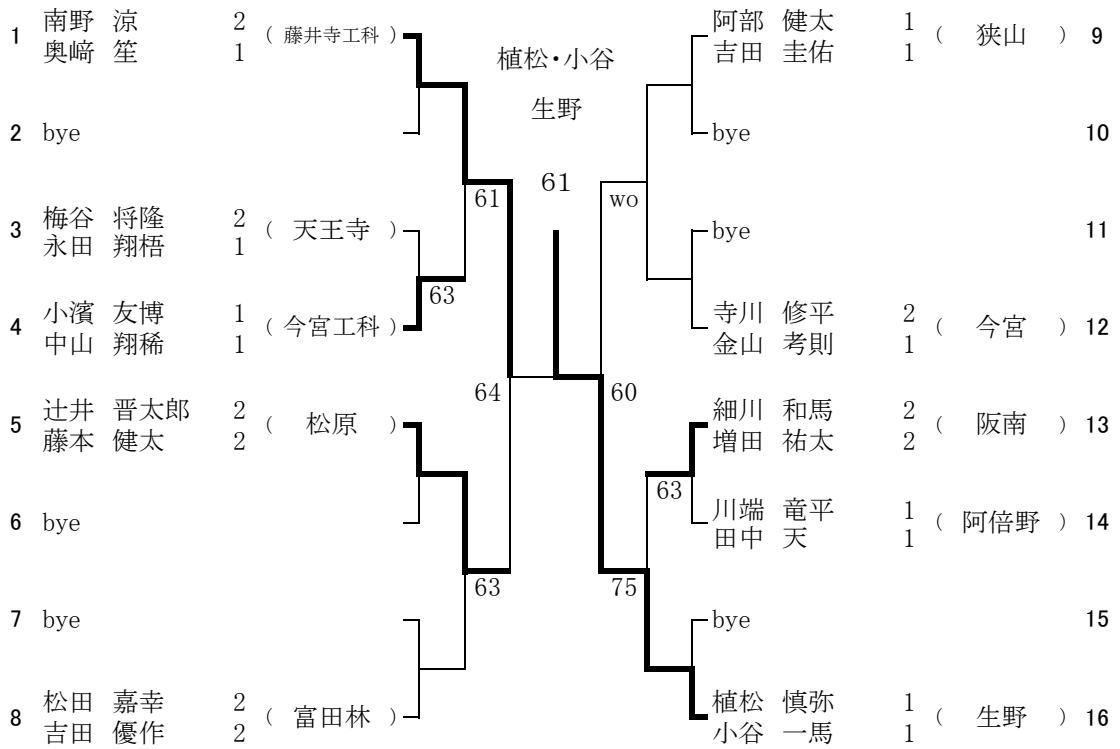 1 南野 涼 2 ( 藤井寺工科 )
奥﨑 笙 1
2 bye
3 梅谷 将隆 2 ( 天王寺 )
永田 翔梧 1
4 小濱 友博 1 ( 今宮工科 )
中山 翔稀 1
5 辻井 晋太郎 2 ( 松原 )
藤本 健太 2
6 bye
7 bye
8 松田 嘉幸 2 ( 富田林 )
吉田 優作 2
61
63
64
63
植松・小谷
生野
61
wo
60
63
75
阿部 健太 1 ( 狭山 ) 9
吉田 圭佑 1
bye 10
bye 11
寺川 修平 2 ( 今宮 ) 12
金山 考則 1
細川 和馬 2 ( 阪南 ) 13
増田 祐太 2
川端 竜平 1 ( 阿倍野 ) 14
田中 天 1
bye 15
植松 慎弥 1 ( 生野 ) 16
小谷 一馬 1